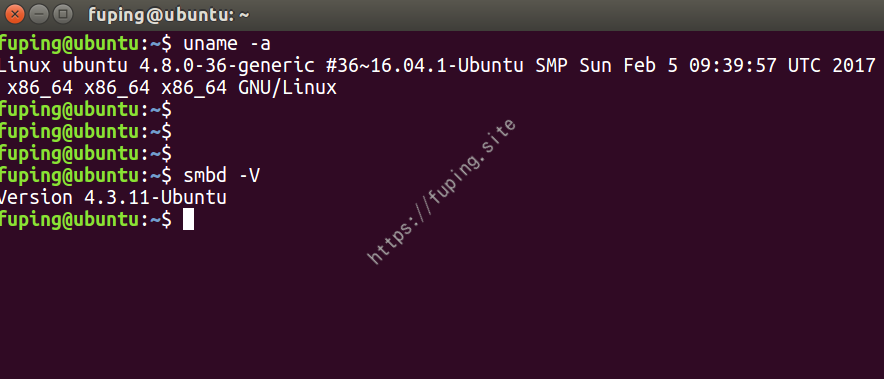 fuping@ubuntu: ~
fuping@ubuntu:~$ uname -a
Linux ubuntu 4.8.0-36-generic #36~16.04.1-Ubuntu SMP Sun Feb 5 09:39:57 UTC 2017
x86_64 x86_64 x86_64 GNU/Linux
fuping@ubuntu:~$
fuping@ubuntu:~$
fuping@ubuntu:~$
fuping@ubuntu:~$ smbd -V
Version 4.3.11-Ubuntu
fuping@ubuntu:~$
https://fuping.site